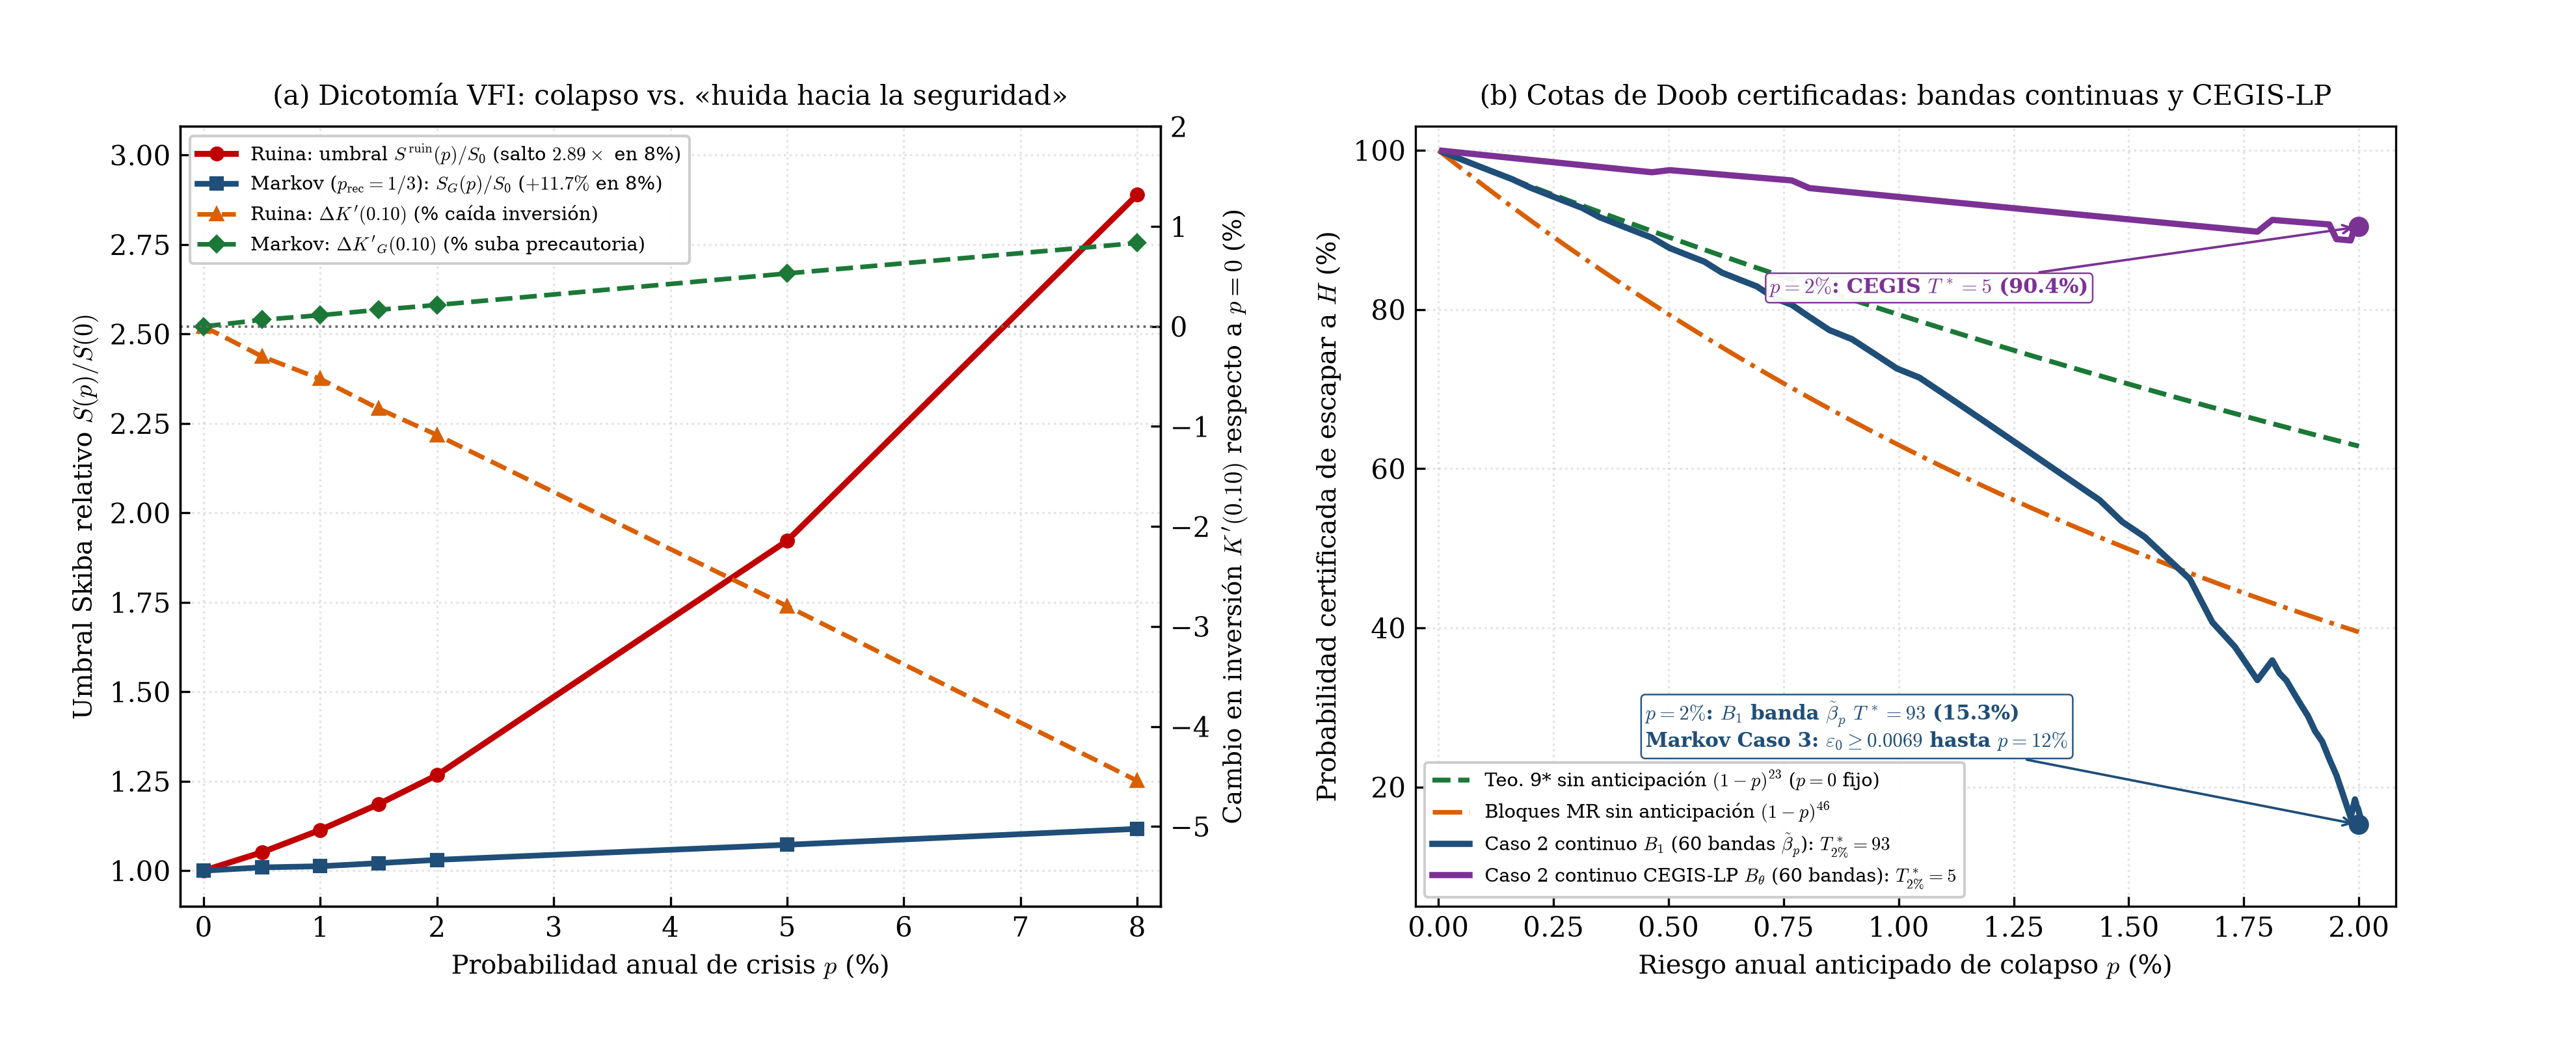 (a) Dicotomía VFI: colapso vs. «huida hacia la seguridad»
Umbral Skiba relativo S(p)/S(0)
3.00
2.75
2.50
2.25
2.00
1.75
1.50
1.25
1.00
Ruina: umbral S^ruin(p)/S₀ (salto 2.89× en 8%)
Markov (p_rec = 1/3): S_G(p)/S₀ (+11.7% en 8%)
Ruina: ΔK′(0.10) (% caída inversión)
Markov: ΔK′_G(0.10) (% suba precautoria)
2
1
0
−1
−2
−3
−4
−5
Cambio en inversión K′(0.10) respecto a p = 0 (%)
0 1 2 3 4 5 6 7 8
Probabilidad anual de crisis p (%)
(b) Cotas de Doob certificadas: bandas continuas y CEGIS-LP
Probabilidad certificada de escapar a H (%)
100
80
60
40
20
p = 2%: CEGIS T* = 5 (90.4%)
p = 2%: B₁ banda β̃_p T* = 93 (15.3%)
Markov Caso 3: ε₀ ≥ 0.0069 hasta p = 12%
Teo. 9* sin anticipación (1 − p)²³ (p = 0 fijo)
Bloques MR sin anticipación (1 − p)⁴⁶
Caso 2 continuo B₁ (60 bandas β̃_p): T*_2% = 93
Caso 2 continuo CEGIS-LP B_θ (60 bandas): T*_2% = 5
0.00 0.25 0.50 0.75 1.00 1.25 1.50 1.75 2.00
Riesgo anual anticipado de colapso p (%)